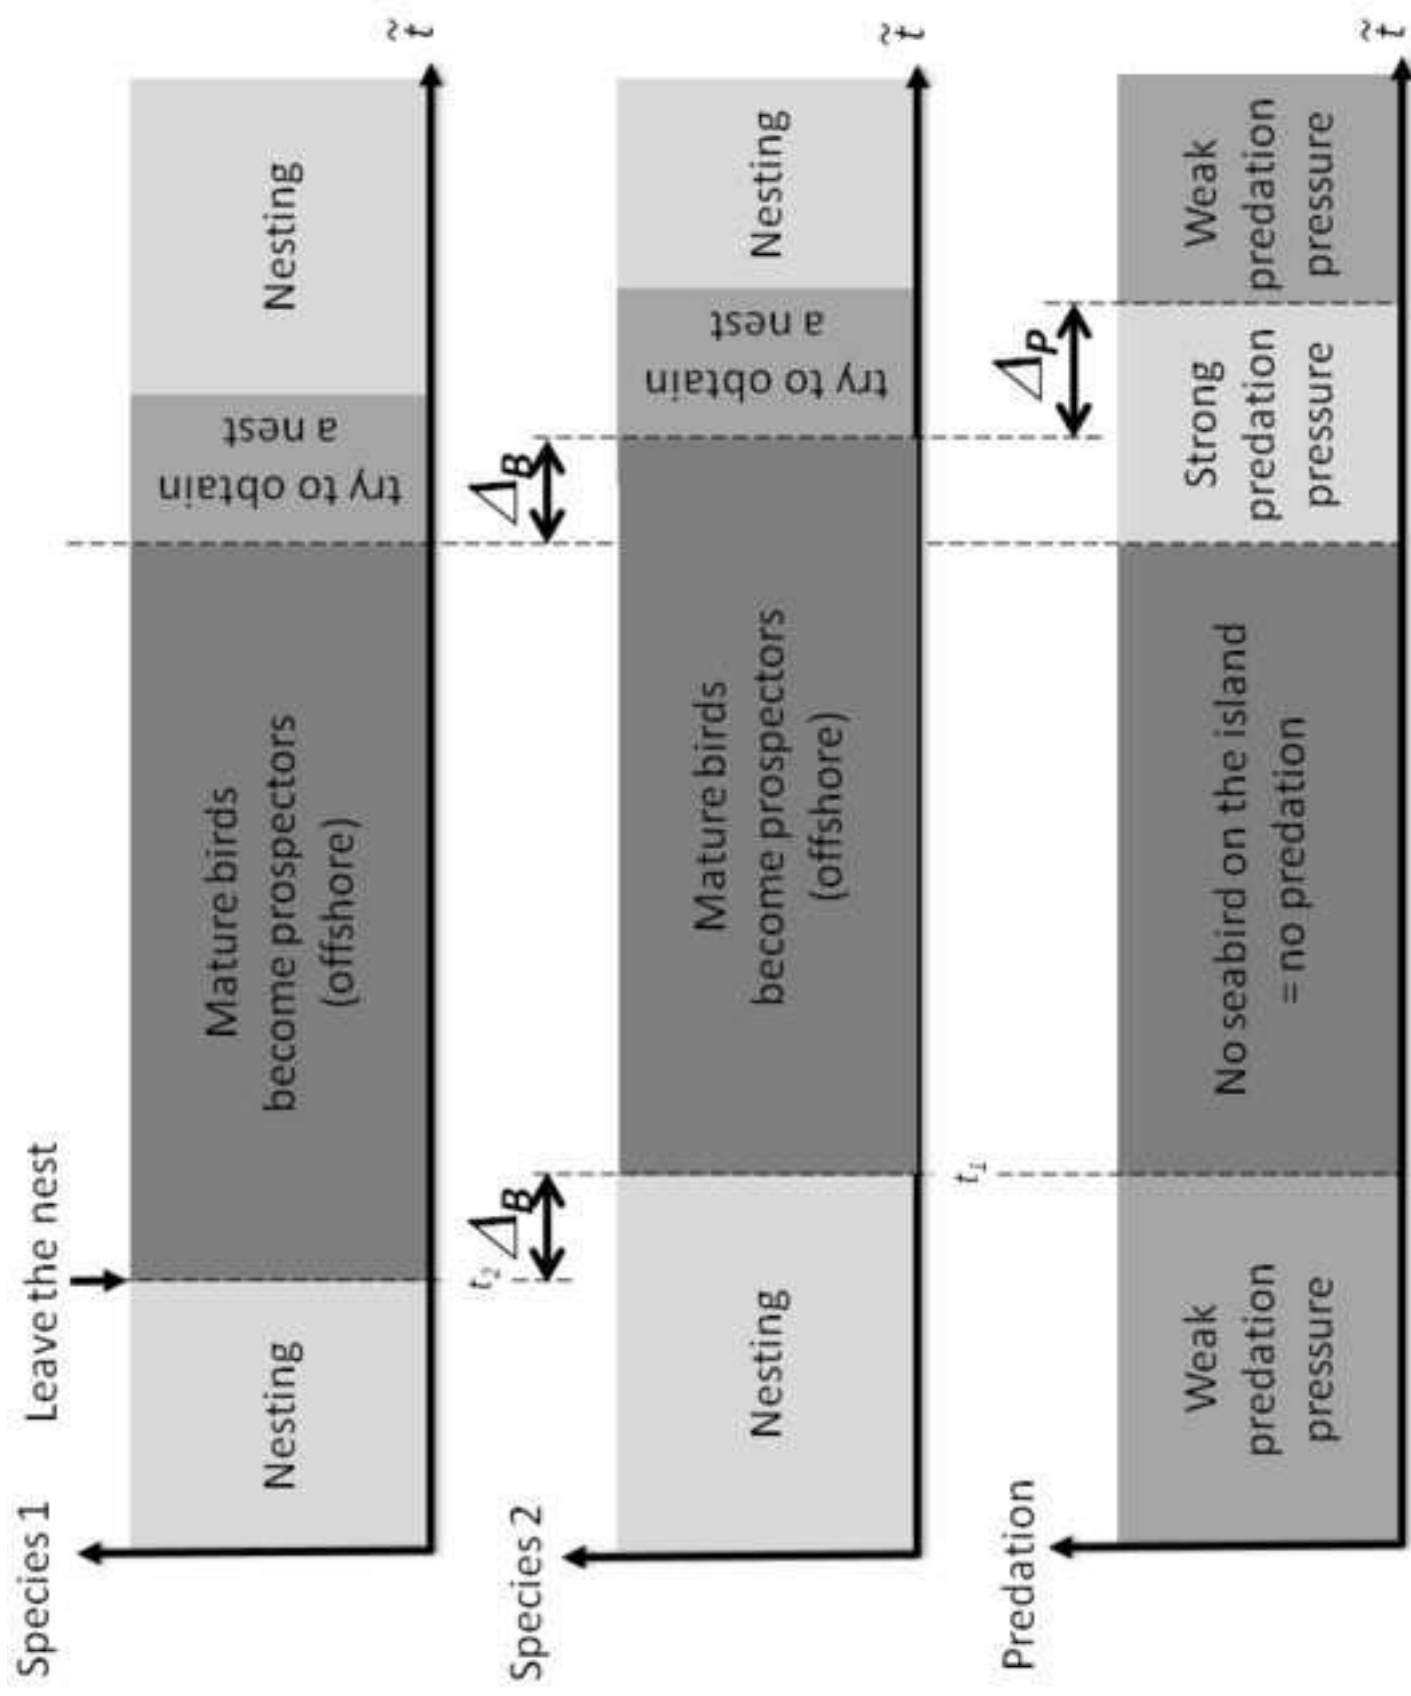 Species 1
Leave the nest
Nesting
Mature birds
become prospectors
(offshore)
try to obtain
a nest
Nesting
t̃
Species 2
t₂
Δ_B
Δ_B
Nesting
Mature birds
become prospectors
(offshore)
try to obtain
a nest
Nesting
t̃
Predation
t₁
Δ_P
Weak
predation
pressure
No seabird on the island
= no predation
Strong
predation
pressure
Weak
predation
pressure
t̃